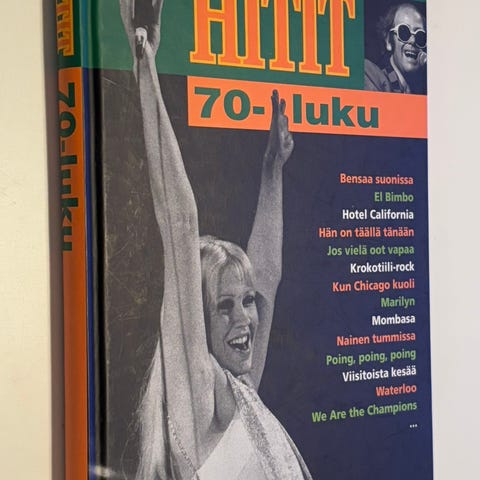 HITIT
70-luku
Bensaa suonissa
El Bimbo
Hotel California
Hän on täällä tänään
Jos vielä oot vapaa
Krokotiili-rock
Kun Chicago kuoli
Marilyn
Mombasa
Nainen tummissa
Poing, poing, poing
Viisitoista kesää
Waterloo
We Are the Champions
...
70-luku